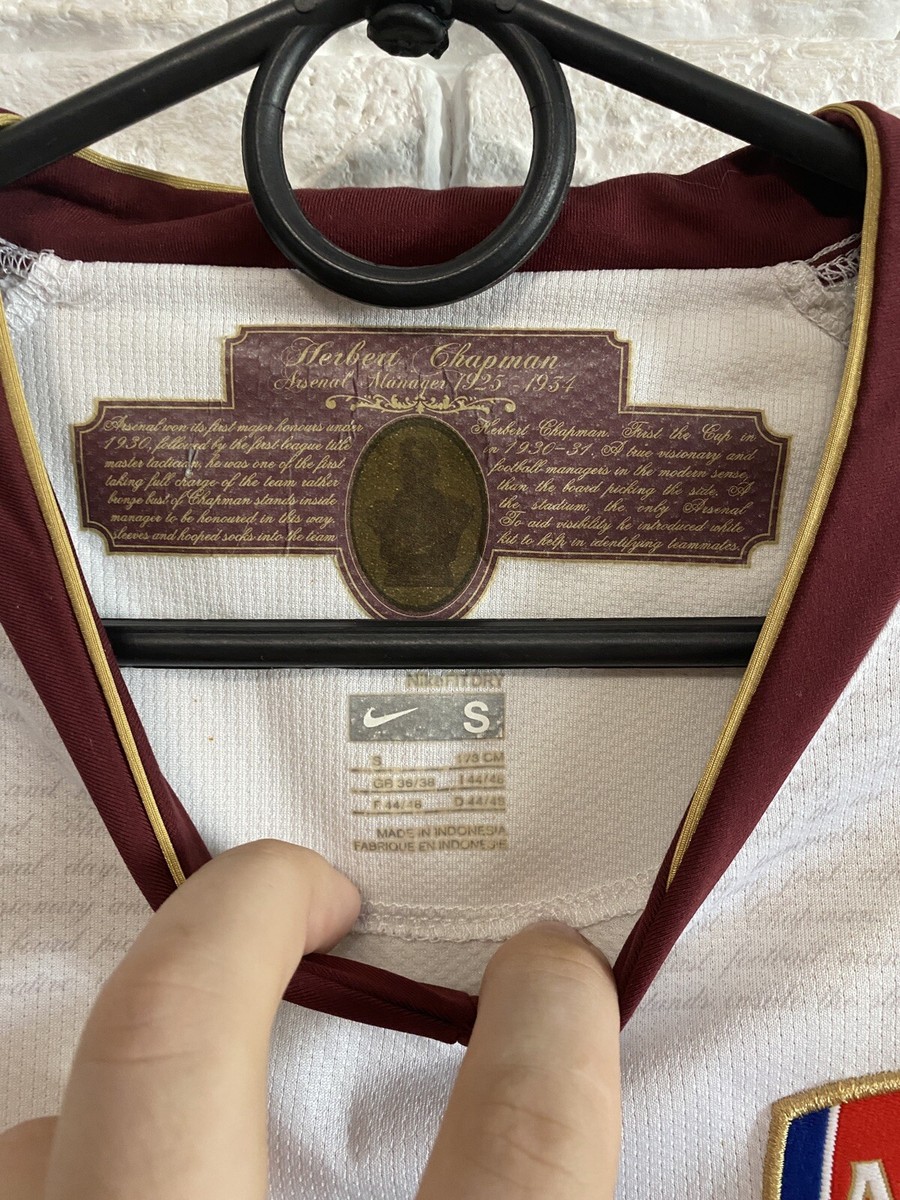 Herbert Chapman
Arsenal Manager 1925 - 1934
Arsenal won its first major honours under Herbert Chapman. First the Cup in
1930, followed by the first league title in 1930-31. A true visionary and
master tactician, he was one of the first football managers in the modern sense,
taking full charge of the team rather than the board picking the side. A
bronze bust of Chapman stands inside the stadium, the only Arsenal
manager to be honoured in this way. To aid visibility he introduced white
sleeves and hooped socks into the team kit to help in identifying teammates."
NikeFIT DRY
S
S 173 CM
GB 36/38 I 44/46
F 44/46 D 44/46
MADE IN INDONESIA
FABRIQUE EN INDONESIE
A